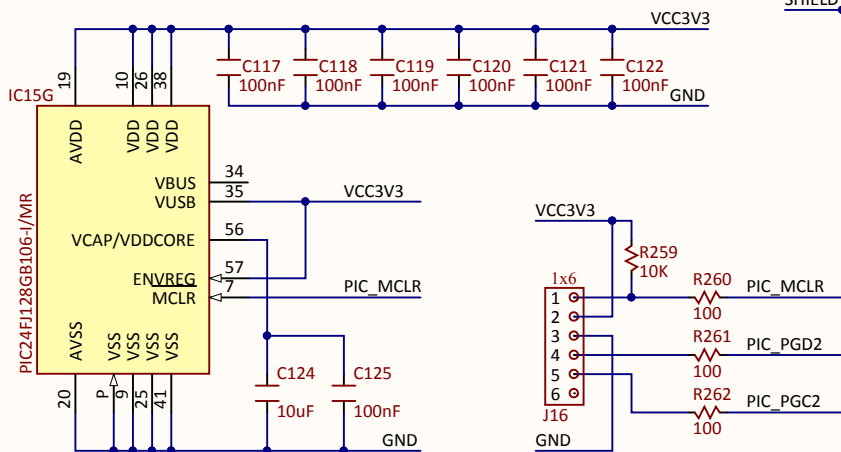 SHIELD
VCC3V3
19
10
26
38
C117
100nF
C118
100nF
C119
100nF
C120
100nF
C121
100nF
C122
100nF
GND
IC15G
AVDD
VDD
VDD
VDD
VBUS
34
VUSB
35
VCC3V3
VCAP/VDDCORE
56
ENVREG
57
MCLR
7
PIC_MCLR
PIC24FJ128GB106-I/MR
AVSS
VSS
VSS
VSS
VSS
20
P
9
25
41
C124
10uF
C125
100nF
GND
VCC3V3
R259
10K
1x6
1
2
3
4
5
6
J16
GND
R260
100
PIC_MCLR
R261
100
PIC_PGD2
R262
100
PIC_PGC2